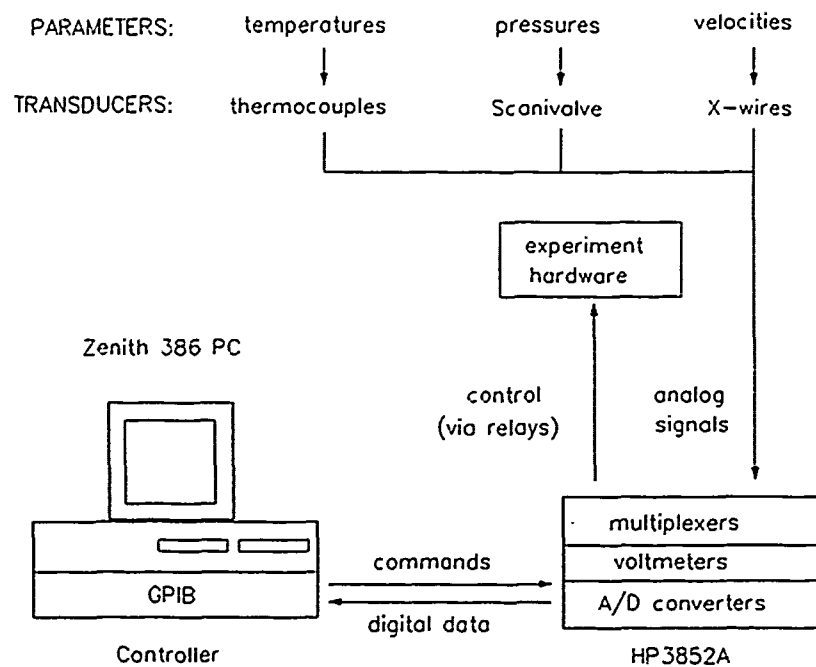 PARAMETERS: temperatures pressures velocities
TRANSDUCERS: thermocouples Scanivalve X-wires
experiment
hardware
Zenith 386 PC
control
(via relays)
analog
signals
multiplexers
voltmeters
A/D converters
GPIB
commands
digital data
Controller
HP3852A